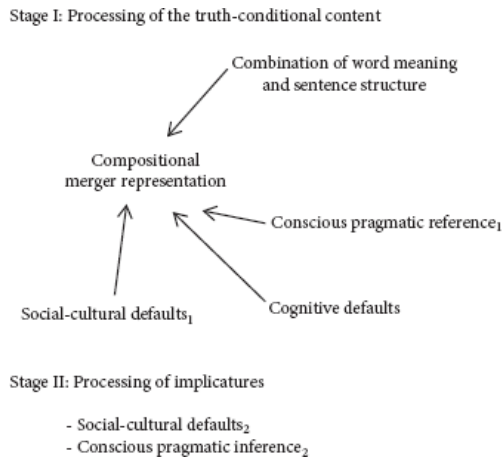 Stage I: Processing of the truth-conditional content
Combination of word meaning
and sentence structure
Compositional
merger representation
Conscious pragmatic reference₁
Social-cultural defaults₁
Cognitive defaults
Stage II: Processing of implicatures
- Social-cultural defaults₂
- Conscious pragmatic inference₂